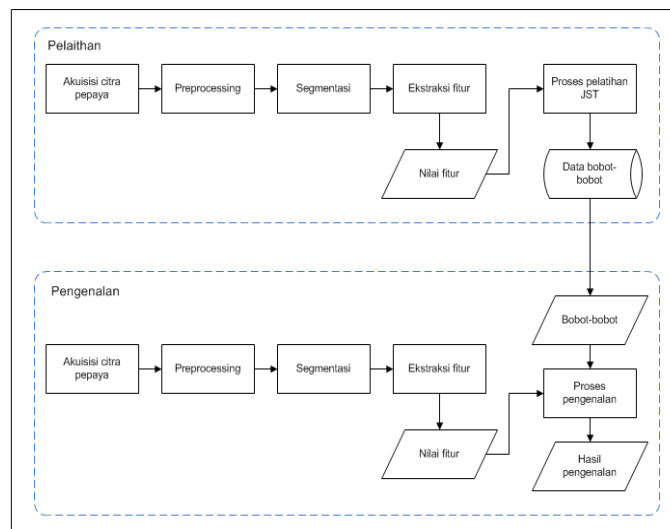 Pelaithan
Akuisisi citra
pepaya
Preprocessing
Segmentasi
Ekstraksi fitur
Proses pelatihan
JST
Nilai fitur
Data bobot-
bobot
Pengenalan
Bobot-bobot
Akuisisi citra
pepaya
Preprocessing
Segmentasi
Ekstraksi fitur
Proses
pengenalan
Nilai fitur
Hasil
pengenalan